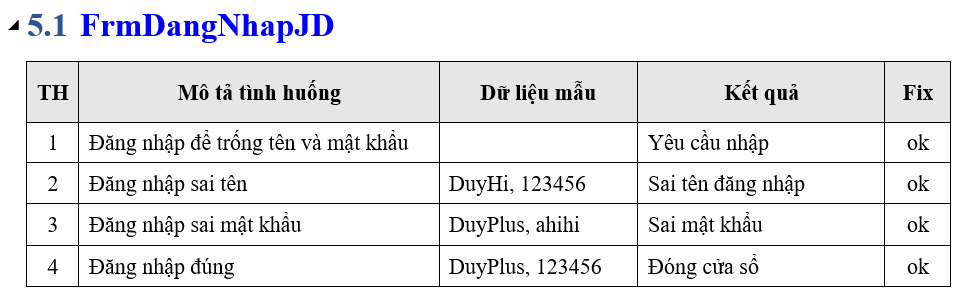 5.1 FrmDangNhapJD
TH Mô tả tình huống Dữ liệu mẫu Kết quả Fix
1 Đăng nhập để trống tên và mật khẩu Yêu cầu nhập ok
2 Đăng nhập sai tên DuyHi, 123456 Sai tên đăng nhập ok
3 Đăng nhập sai mật khẩu DuyPlus, ahihi Sai mật khẩu ok
4 Đăng nhập đúng DuyPlus, 123456 Đóng cửa sổ ok